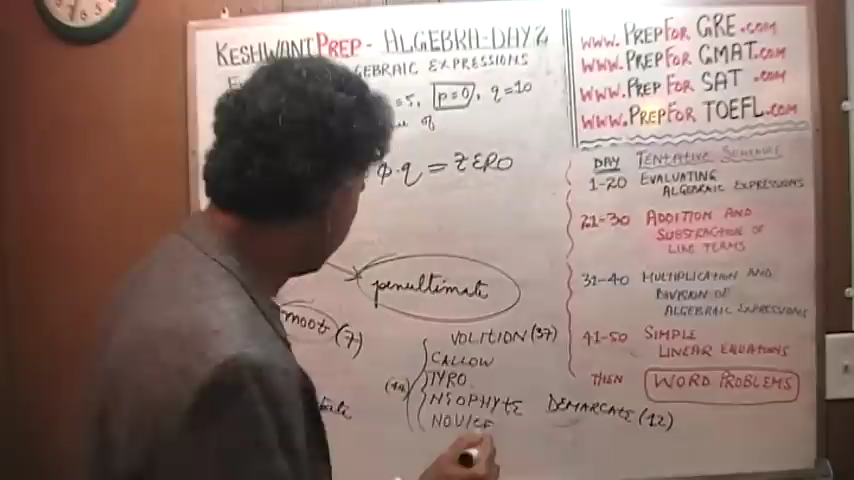 KESHWANTPREP - ALGEBRA-DAY2
GEBRAIC EXPRESSIONS
=5, p=0, q=10
of
p.q = ZERO
penultimate
moot (7)
VOLITION (37)
CALLOW
TYRO
NEOPHYTE
NOVICE
DEMARCATE (12)
www.PREPFOR GRE.com
www.PREPFOR GMAT.com
www.PREPFOR SAT.com
www.PREPFOR TOEFL.com
DAY TENTATIVE SCHEDULE
1-20 EVALUATING
ALGEBRAIC EXPRESSIONS
21-30 ADDITION AND
SUBSTRACTION OF
LIKE TERMS
31-40 MULTIPLICATION AND
DIVISION OF
ALGEBRAIC EXPRESSIONS
41-50 SIMPLE
LINEAR EQUATIONS
THEN WORD PROBLEMS